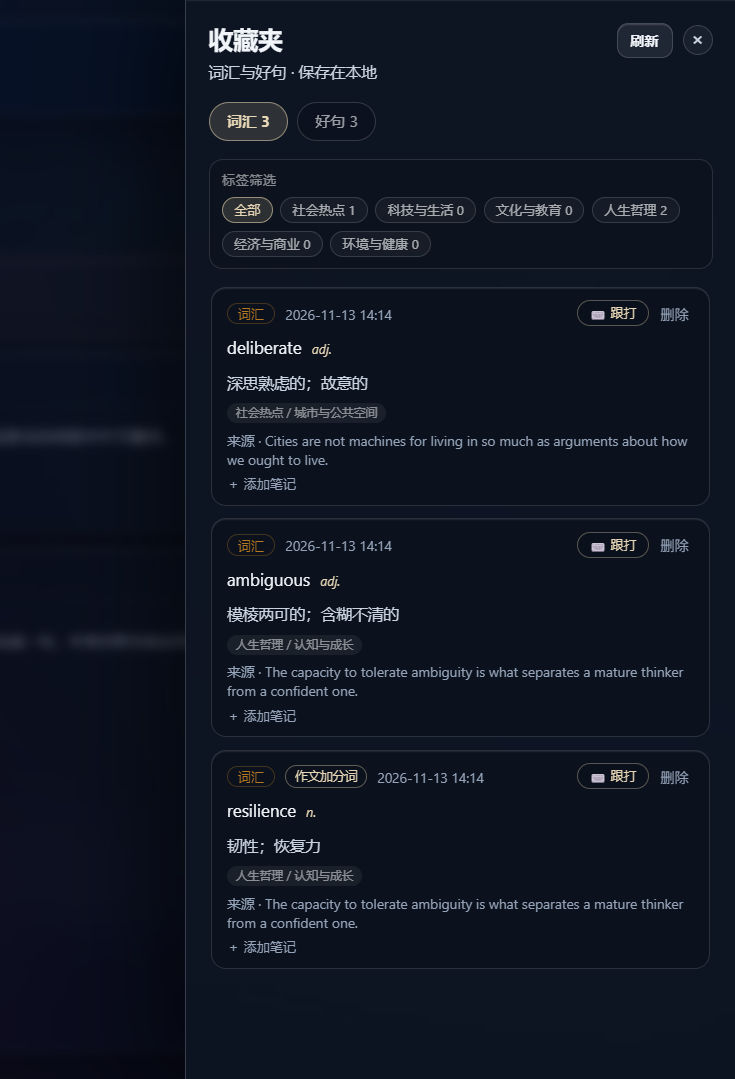 收藏夹
刷新 ×
词汇与好句 · 保存在本地
词汇 3 好句 3
标签筛选
全部 社会热点 1 科技与生活 0 文化与教育 0 人生哲理 2
经济与商业 0 环境与健康 0
词汇 2026-11-13 14:14 跟打 删除
deliberate adj.
深思熟虑的；故意的
社会热点 / 城市与公共空间
来源 · Cities are not machines for living in so much as arguments about how
we ought to live.
+ 添加笔记
词汇 2026-11-13 14:14 跟打 删除
ambiguous adj.
模棱两可的；含糊不清的
人生哲理 / 认知与成长
来源 · The capacity to tolerate ambiguity is what separates a mature thinker
from a confident one.
+ 添加笔记
词汇 作文加分词 2026-11-13 14:14 跟打 删除
resilience n.
韧性；恢复力
人生哲理 / 认知与成长
来源 · The capacity to tolerate ambiguity is what separates a mature thinker
from a confident one.
+ 添加笔记